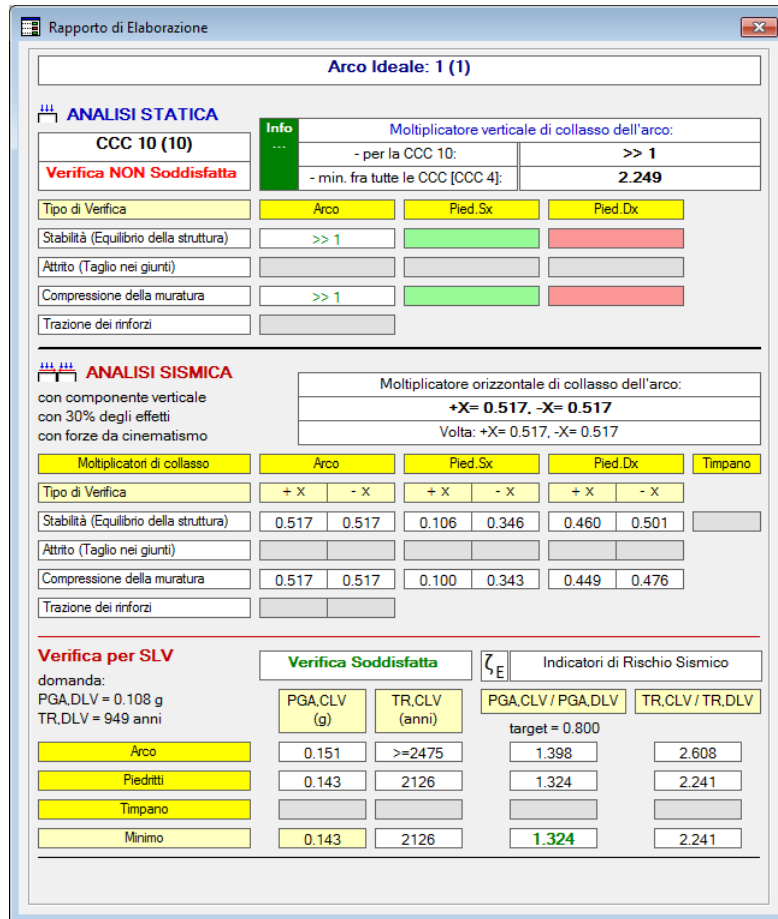 Rapporto di Elaborazione
Arco Ideale: 1 (1)
ANALISI STATICA
CCC 10 (10)
Verifica NON Soddisfatta
Info
...
Moltiplicatore verticale di collasso dell'arco:
- per la CCC 10: >> 1
- min. fra tutte le CCC [CCC 4]: 2.249
Tipo di Verifica Arco Pied.Sx Pied.Dx
Stabilità (Equilibrio della struttura) >> 1
Attrito (Taglio nei giunti)
Compressione della muratura >> 1
Trazione dei rinforzi
ANALISI SISMICA
con componente verticale
con 30% degli effetti
con forze da cinematismo
Moltiplicatore orizzontale di collasso dell'arco:
+X= 0.517, -X= 0.517
Volta: +X= 0.517, -X= 0.517
Moltiplicatori di collasso Arco Pied.Sx Pied.Dx Timpano
Tipo di Verifica + X - X + X - X + X - X
Stabilità (Equilibrio della struttura) 0.517 0.517 0.106 0.346 0.460 0.501
Attrito (Taglio nei giunti)
Compressione della muratura 0.517 0.517 0.100 0.343 0.449 0.476
Trazione dei rinforzi
Verifica per SLV
domanda:
PGA,DLV = 0.108 g
TR,DLV = 949 anni
Verifica Soddisfatta
ζE Indicatori di Rischio Sismico
PGA,CLV (g) TR,CLV (anni) PGA,CLV / PGA,DLV TR,CLV / TR,DLV
target = 0.800
Arco 0.151 >=2475 1.398 2.608
Piedritti 0.143 2126 1.324 2.241
Timpano
Minimo 0.143 2126 1.324 2.241